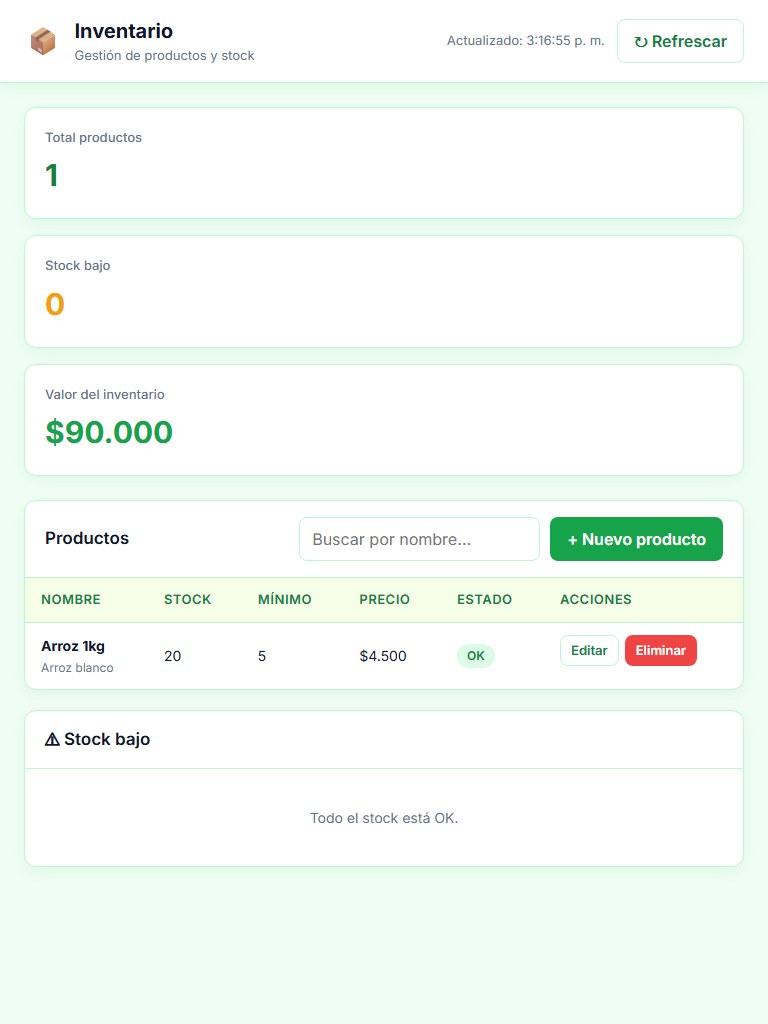 Inventario
Gestión de productos y stock
Actualizado: 3:16:55 p. m.
↻ Refrescar
Total productos
1
Stock bajo
0
Valor del inventario
$90.000
Productos
Buscar por nombre...
+ Nuevo producto
NOMBRE STOCK MÍNIMO PRECIO ESTADO ACCIONES
Arroz 1kg 20 5 $4.500 OK Editar Eliminar
Arroz blanco
⚠ Stock bajo
Todo el stock está OK.